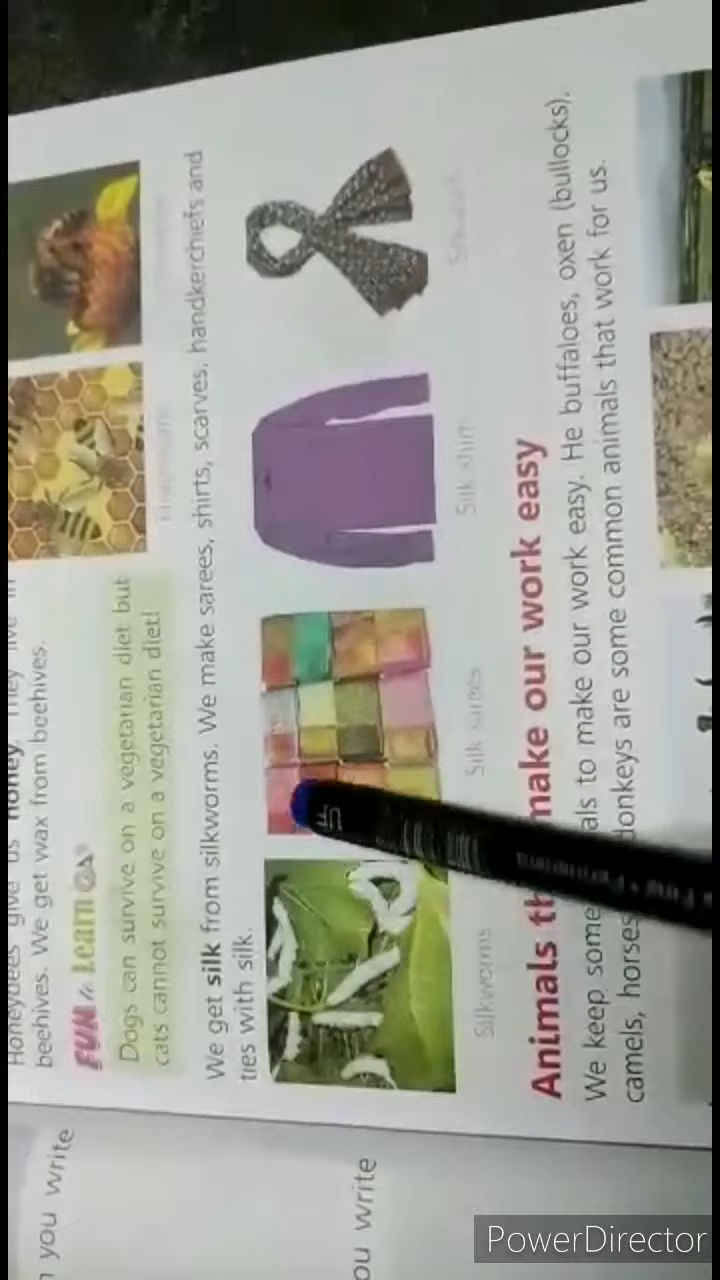 Honeybees give us honey. They live in
beehives. We get wax from beehives.
FUN to Learn
Dogs can survive on a vegetarian diet but
cats cannot survive on a vegetarian diet!
We get silk from silkworms. We make sarees, shirts, scarves, handkerchiefs and
ties with silk.
Silkworms
Silk sarees
Silk shirt
Animals make our work easy
We keep some to make our work easy. He buffaloes, oxen (bullocks),
camels, horses donkeys are some common animals that work for us.
you write
you write
PowerDirector